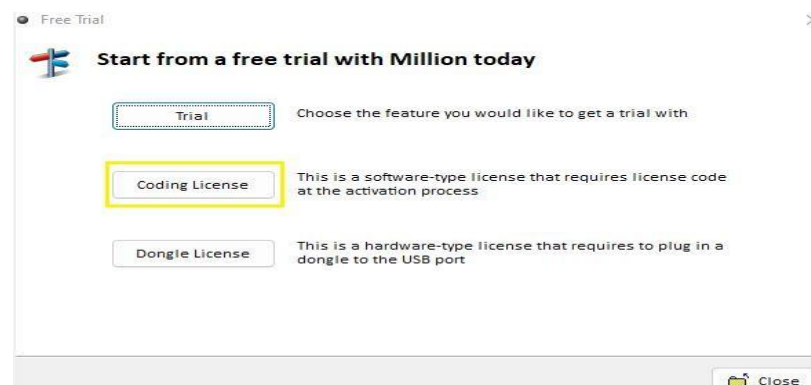 Free Trial
Start from a free trial with Million today
Trial
Choose the feature you would like to get a trial with
Coding License
This is a software-type license that requires license code
at the activation process
Dongle License
This is a hardware-type license that requires to plug in a
dongle to the USB port
Close